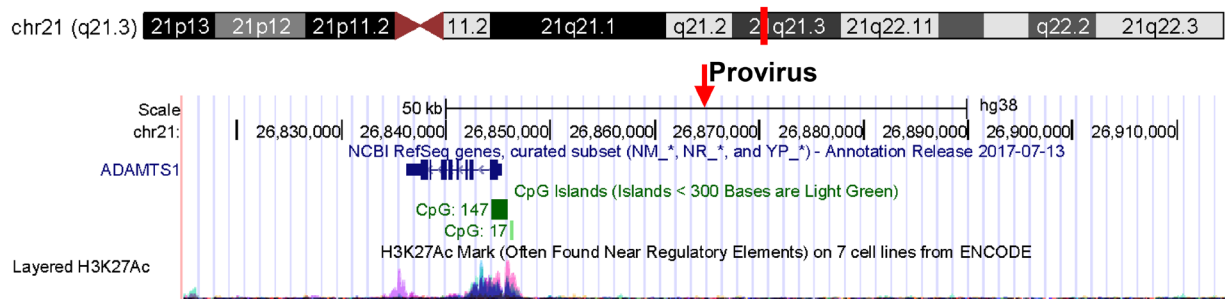 chr21 (q21.3) 21p13 21p12 21p11.2 11.2 21q21.1 q21.2 21q21.3 21q22.11 q22.2 21q22.3
Provirus
Scale 50 kb hg38
chr21: 26,830,000 26,840,000 26,850,000 26,860,000 26,870,000 26,880,000 26,890,000 26,900,000 26,910,000
NCBI RefSeq genes, curated subset (NM_*, NR_*, and YP_*) - Annotation Release 2017-07-13
ADAMTS1
CpG Islands (Islands < 300 Bases are Light Green)
CpG: 147
CpG: 17
H3K27Ac Mark (Often Found Near Regulatory Elements) on 7 cell lines from ENCODE
Layered H3K27Ac